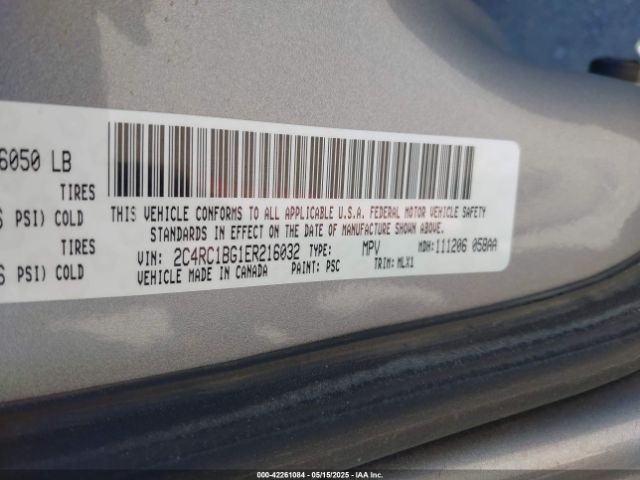 6050 LB
TIRES
PSI) COLD
TIRES
PSI) COLD
THIS VEHICLE CONFORMS TO ALL APPLICABLE U.S.A. FEDERAL MOTOR VEHICLE SAFETY
STANDARDS IN EFFECT ON THE DATE OF MANUFACTURE SHOWN ABOVE.
VIN: 2C4RC1BG1ER216032 TYPE: MPV MDH:111206 058AA
VEHICLE MADE IN CANADA PAINT: PSC TRIM: MLX1
000-42261084 | 05/15/2025 | IAA Inc.